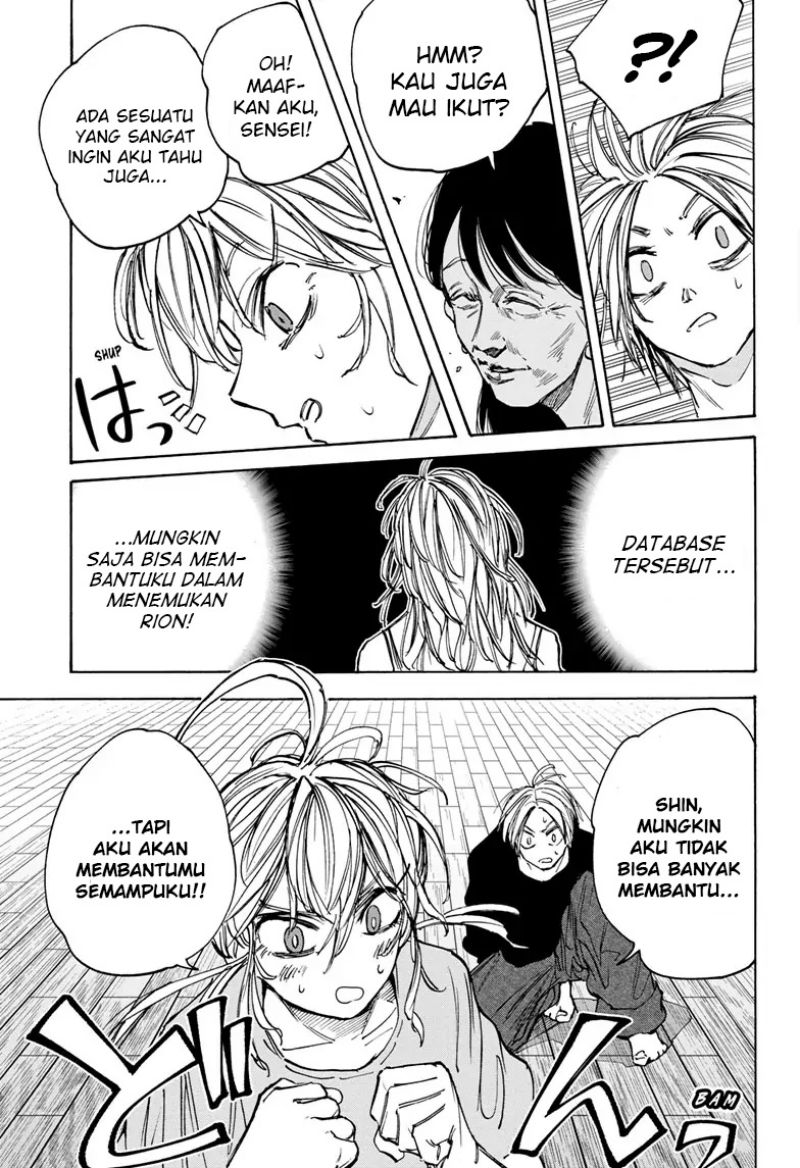 ?!
HMM?
KAU JUGA
MAU IKUT?
OH!
MAAF-
KAN AKU,
SENSEI!
ADA SESUATU
YANG SANGAT
INGIN AKU TAHU
JUGA...
SHUP
はっ
DATABASE
TERSEBUT...
...MUNGKIN
SAJA BISA MEM-
BANTUKU DALAM
MENEMUKAN
RION!
SHIN,
MUNGKIN
AKU TIDAK
BISA BANYAK
MEMBANTU...
...TAPI
AKU AKAN
MEMBANTUMU
SEMAMPUKU!!
BAM
どんっ